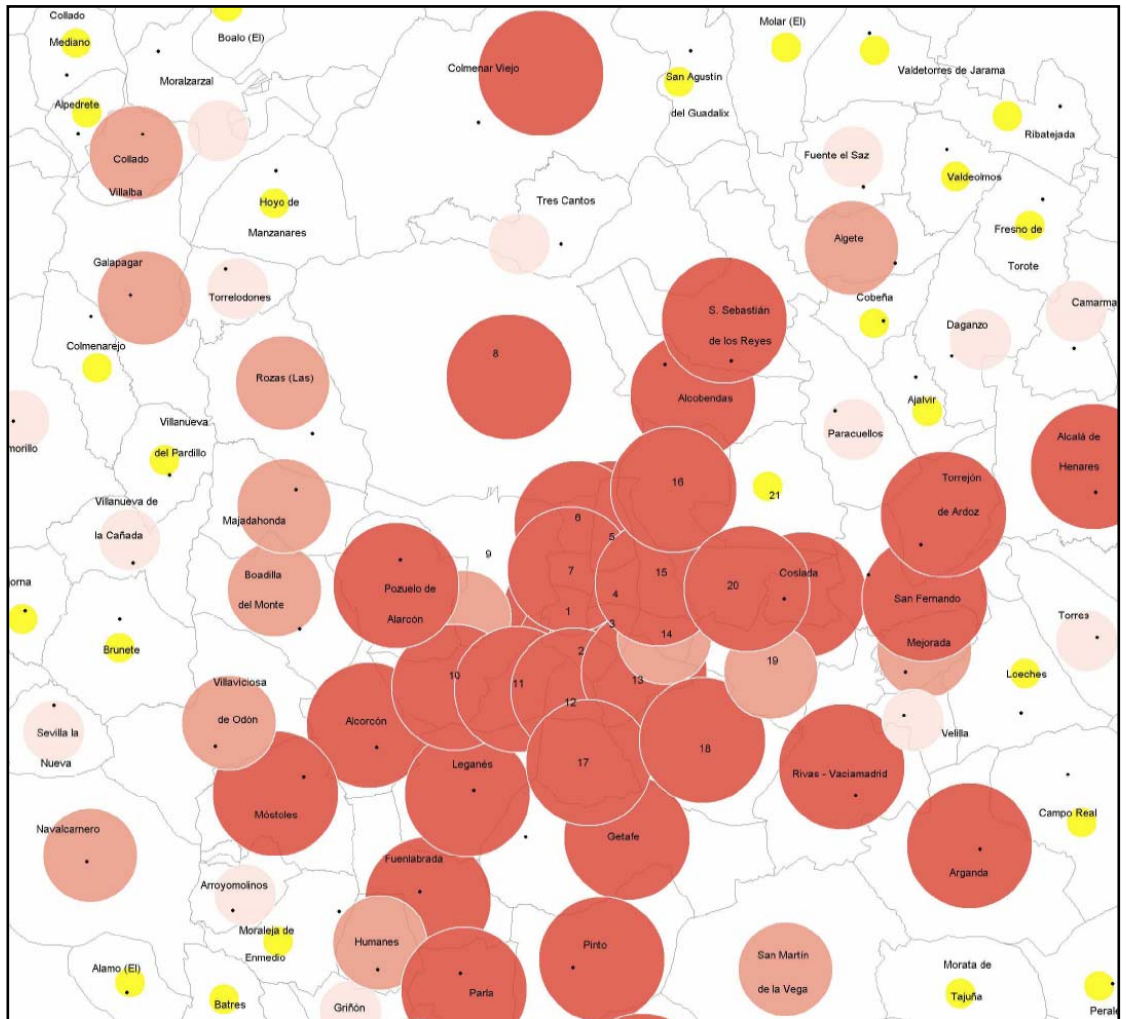 Collado
Mediano
Boalo (El)
Moralzarzal
Colmenar Viejo
Molar (El)
San Agustín
del Guadalix
Valdetorres de Jarama
Ribatejada
Alpedrete
Collado
Villalba
Fuente el Saz
Valdeolmos
Hoyo de
Manzanares
Tres Cantos
Fresno de
Torote
Algete
Galapagar
Torrelodones
Cobeña
Camarma
S. Sebastián
de los Reyes
Daganzo
Colmenarejo
8
Rozas (Las)
Alcobendas
Ajalvir
Villanueva
del Pardillo
Paracuellos
Alcalá de
Henares
morillo
Torrejón
de Ardoz
16
21
Villanueva de
la Cañada
Majadahonda
6
5
9
7
15
20
Coslada
Boadilla
del Monte
Pozuelo de
Alarcón
4
San Fernando
orna
1
3
14
Mejorada
Torres
Brunete
2
19
Loeches
10
11
13
12
Villaviciosa
de Odón
Alcorcón
Sevilla la
Nueva
Velilla
18
17
Leganés
Rivas - Vaciamadrid
Móstoles
Campo Real
Navalcarnero
Getafe
Fuenlabrada
Arganda
Arroyomolinos
Moraleja de
Enmedio
Humanes
Pinto
San Martín
de la Vega
Alamo (El)
Parla
Morata de
Tajuña
Batres
Griñón
Perale